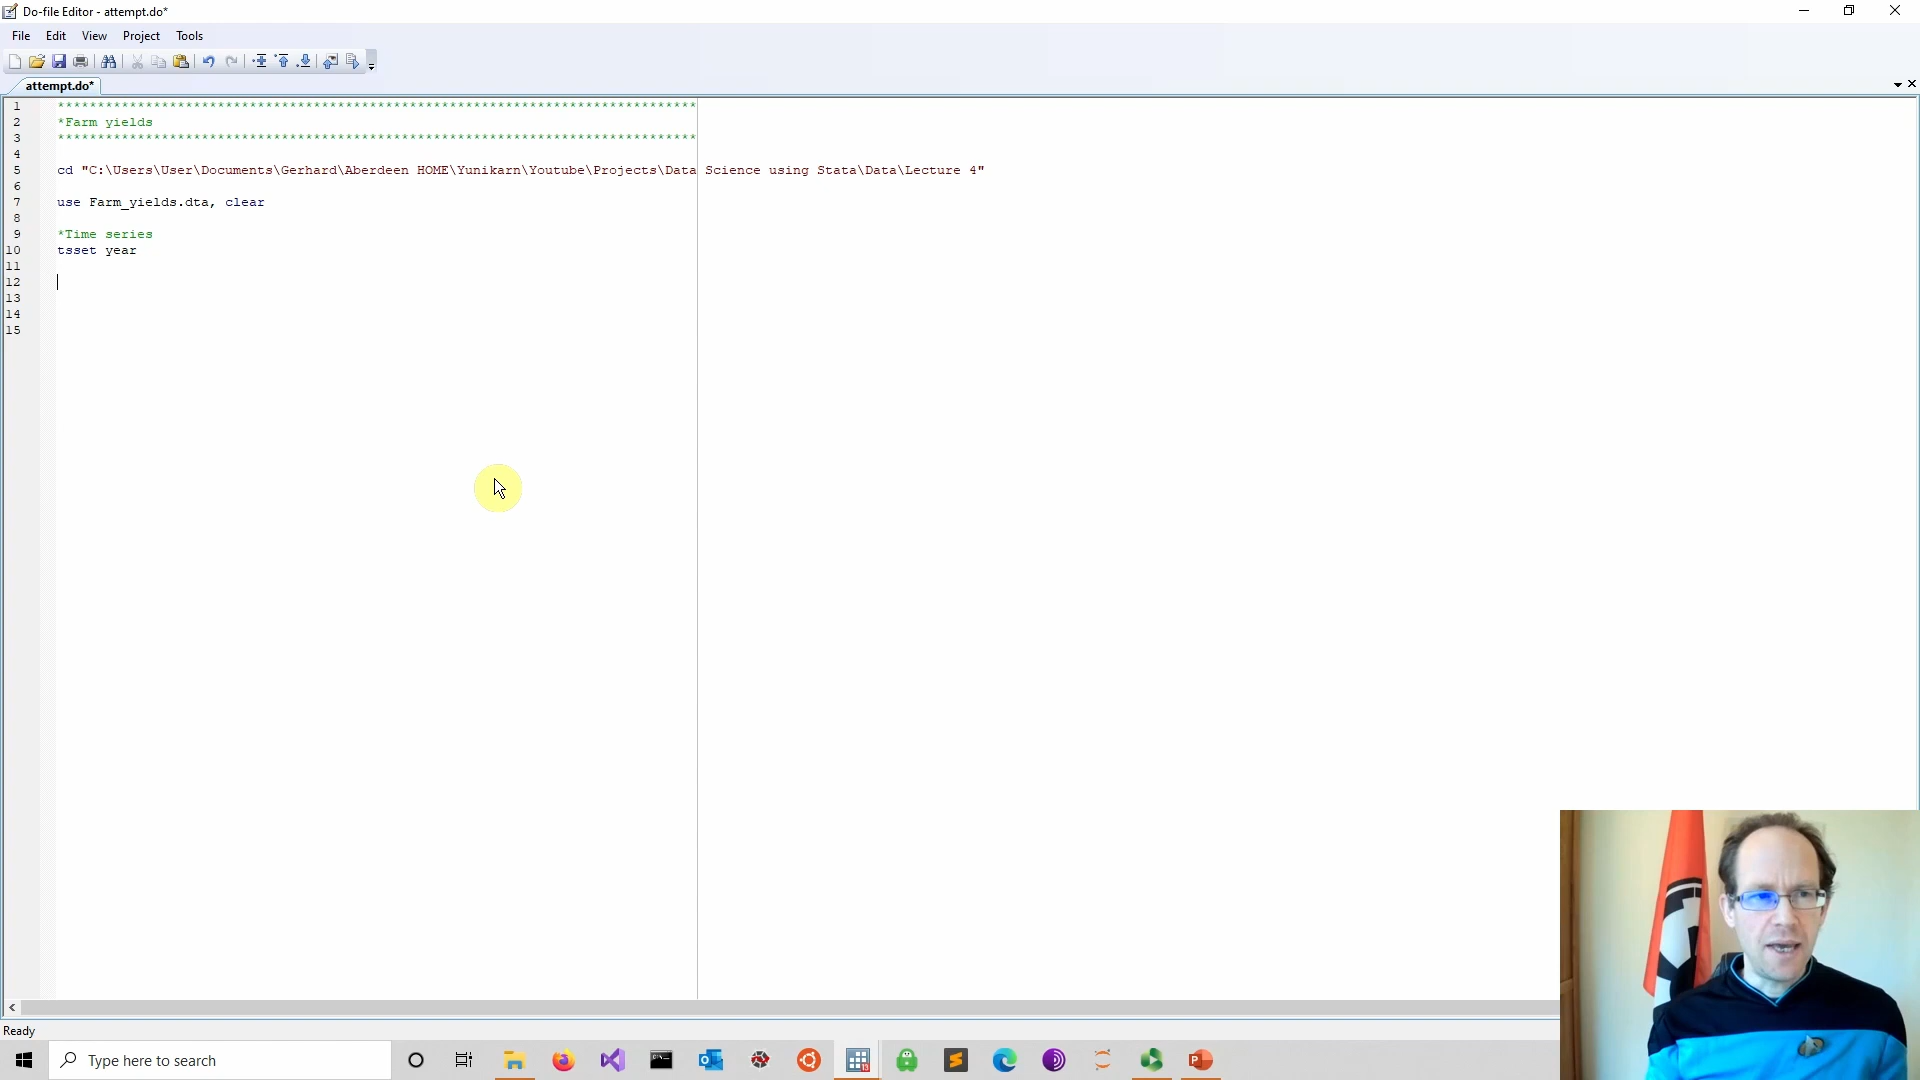 Do-file Editor - attempt.do*
File Edit View Project Tools
attempt.do*
1 ********************************************************************************
2 *Farm yields
3 ********************************************************************************
4
5 cd "C:\Users\User\Documents\Gerhard\Aberdeen HOME\Yunikarn\Youtube\Projects\Data Science using Stata\Data\Lecture 4"
6
7 use Farm_yields.dta, clear
8
9 *Time series
10 tsset year
11
12
13
14
15
Ready
Type here to search